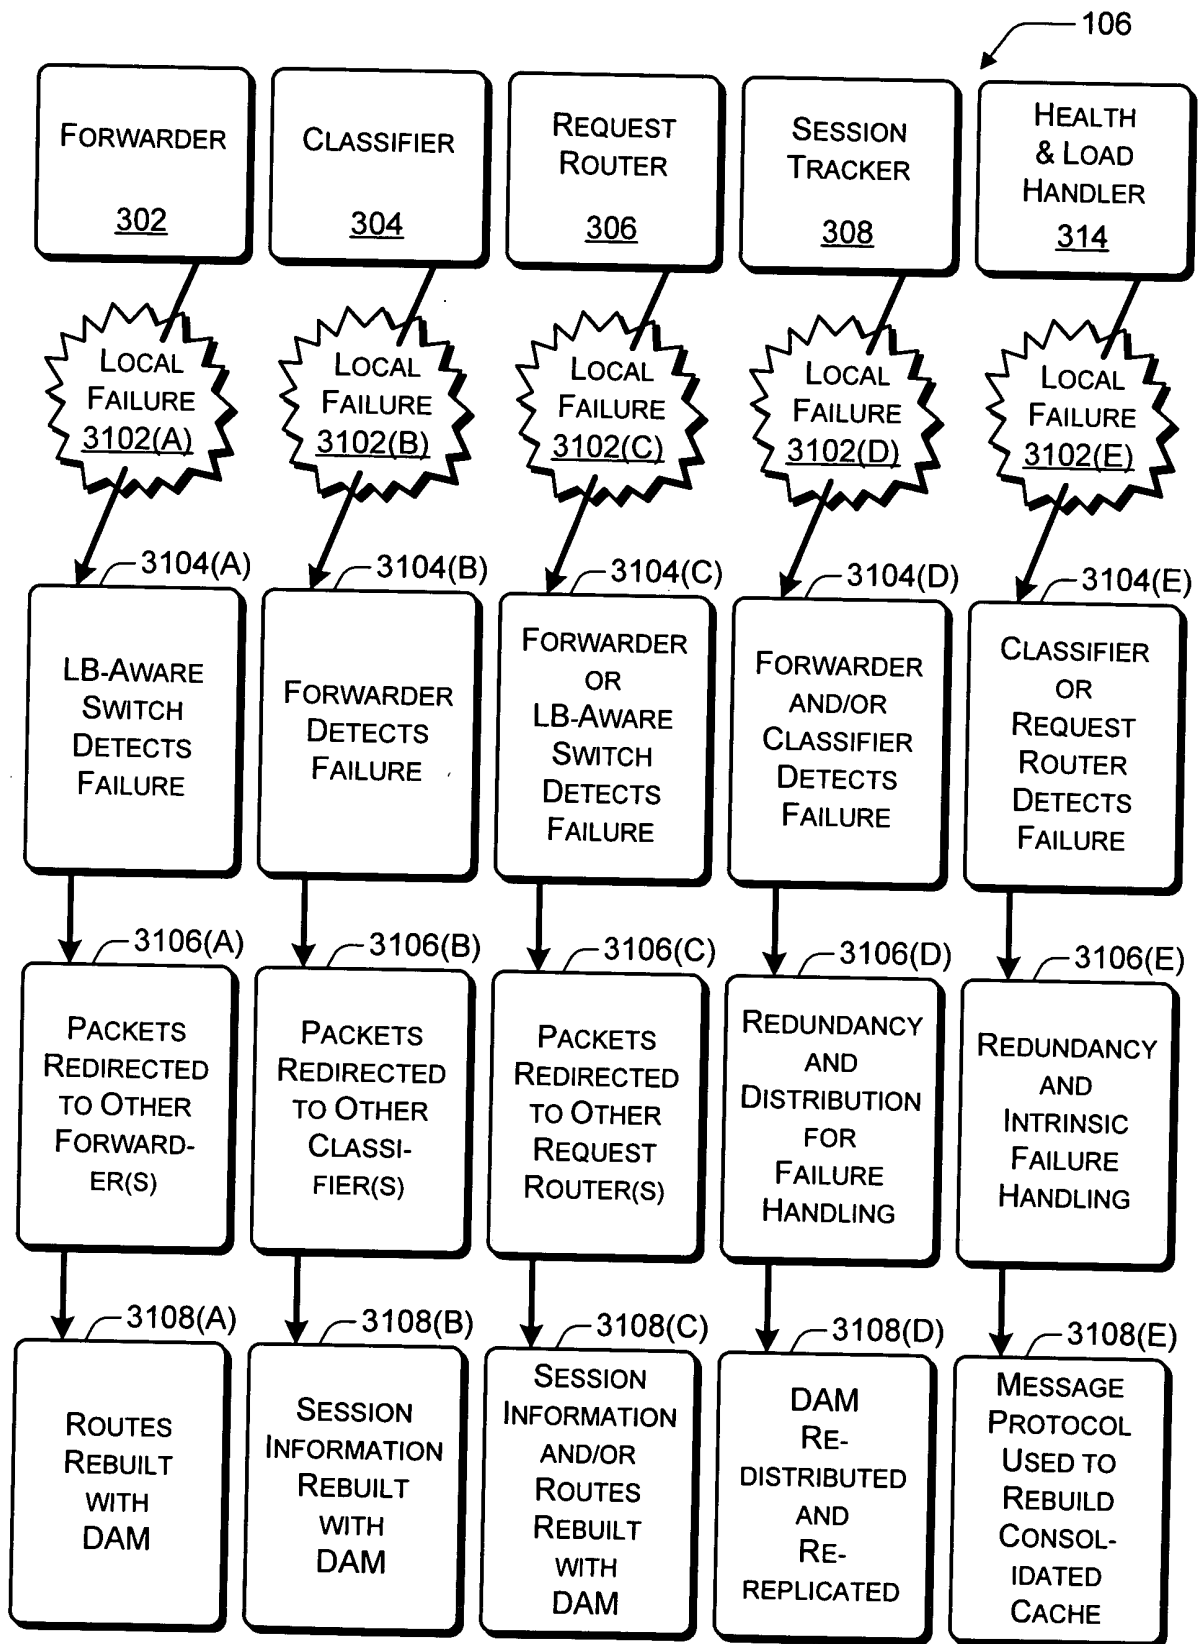 106
FORWARDER
302
CLASSIFIER
304
REQUEST
ROUTER
306
SESSION
TRACKER
308
HEALTH
& LOAD
HANDLER
314
LOCAL
FAILURE
3102(A)
LOCAL
FAILURE
3102(B)
LOCAL
FAILURE
3102(C)
LOCAL
FAILURE
3102(D)
LOCAL
FAILURE
3102(E)
3104(A)
LB-AWARE
SWITCH
DETECTS
FAILURE
3104(B)
FORWARDER
DETECTS
FAILURE
3104(C)
FORWARDER
OR
LB-AWARE
SWITCH
DETECTS
FAILURE
3104(D)
FORWARDER
AND/OR
CLASSIFIER
DETECTS
FAILURE
3104(E)
CLASSIFIER
OR
REQUEST
ROUTER
DETECTS
FAILURE
3106(A)
PACKETS
REDIRECTED
TO OTHER
FORWARD-
ER(S)
3106(B)
PACKETS
REDIRECTED
TO OTHER
CLASSI-
FIER(S)
3106(C)
PACKETS
REDIRECTED
TO OTHER
REQUEST
ROUTER(S)
3106(D)
REDUNDANCY
AND
DISTRIBUTION
FOR
FAILURE
HANDLING
3106(E)
REDUNDANCY
AND
INTRINSIC
FAILURE
HANDLING
3108(A)
ROUTES
REBUILT
WITH
DAM
3108(B)
SESSION
INFORMATION
REBUILT
WITH
DAM
3108(C)
SESSION
INFORMATION
AND/OR
ROUTES
REBUILT
WITH
DAM
3108(D)
DAM
RE-
DISTRIBUTED
AND
RE-
REPLICATED
3108(E)
MESSAGE
PROTOCOL
USED TO
REBUILD
CONSOL-
IDATED
CACHE